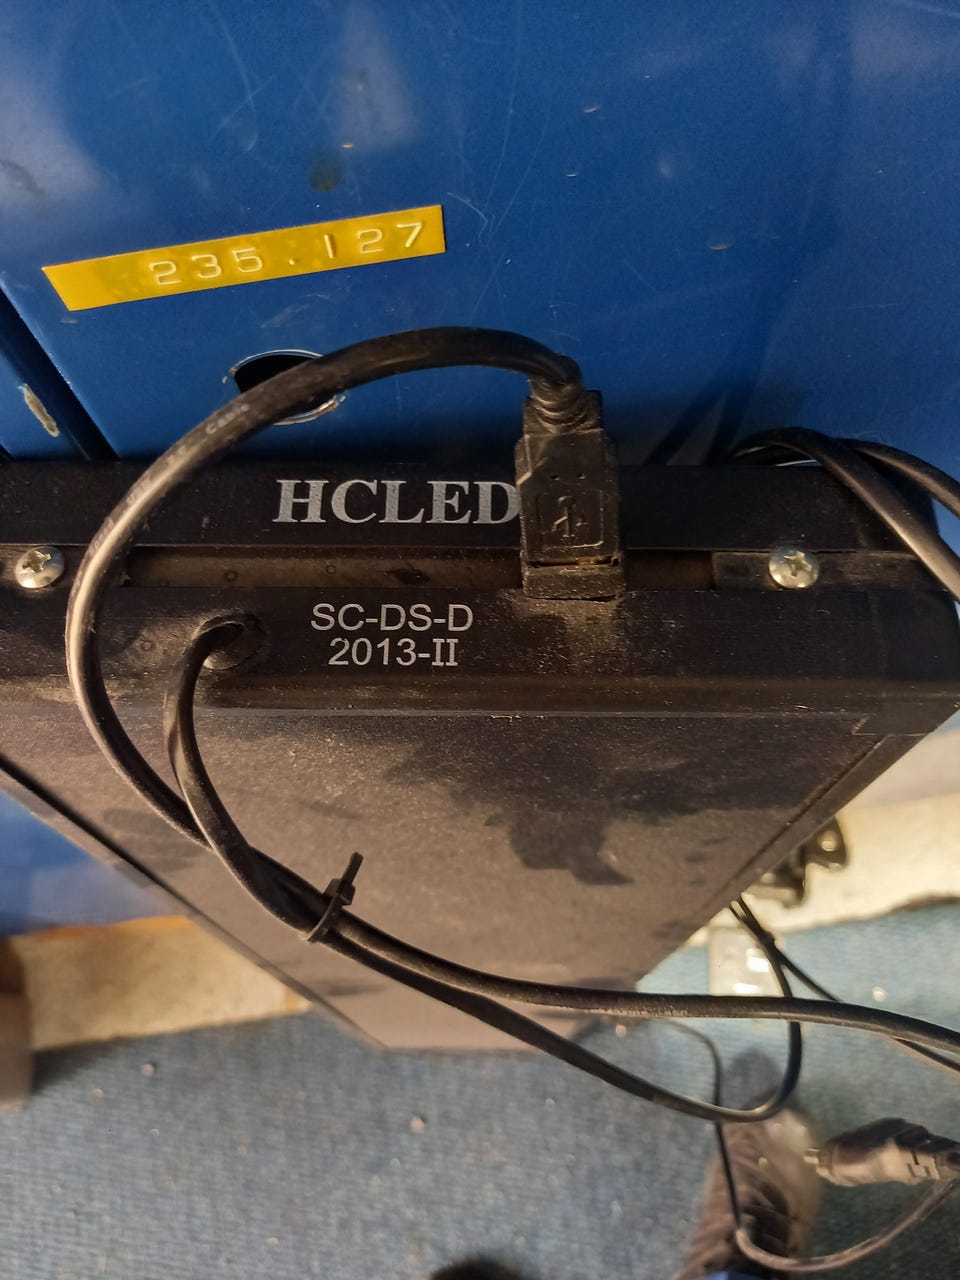 235.127
HCLED
SC-DS-D
2013-II